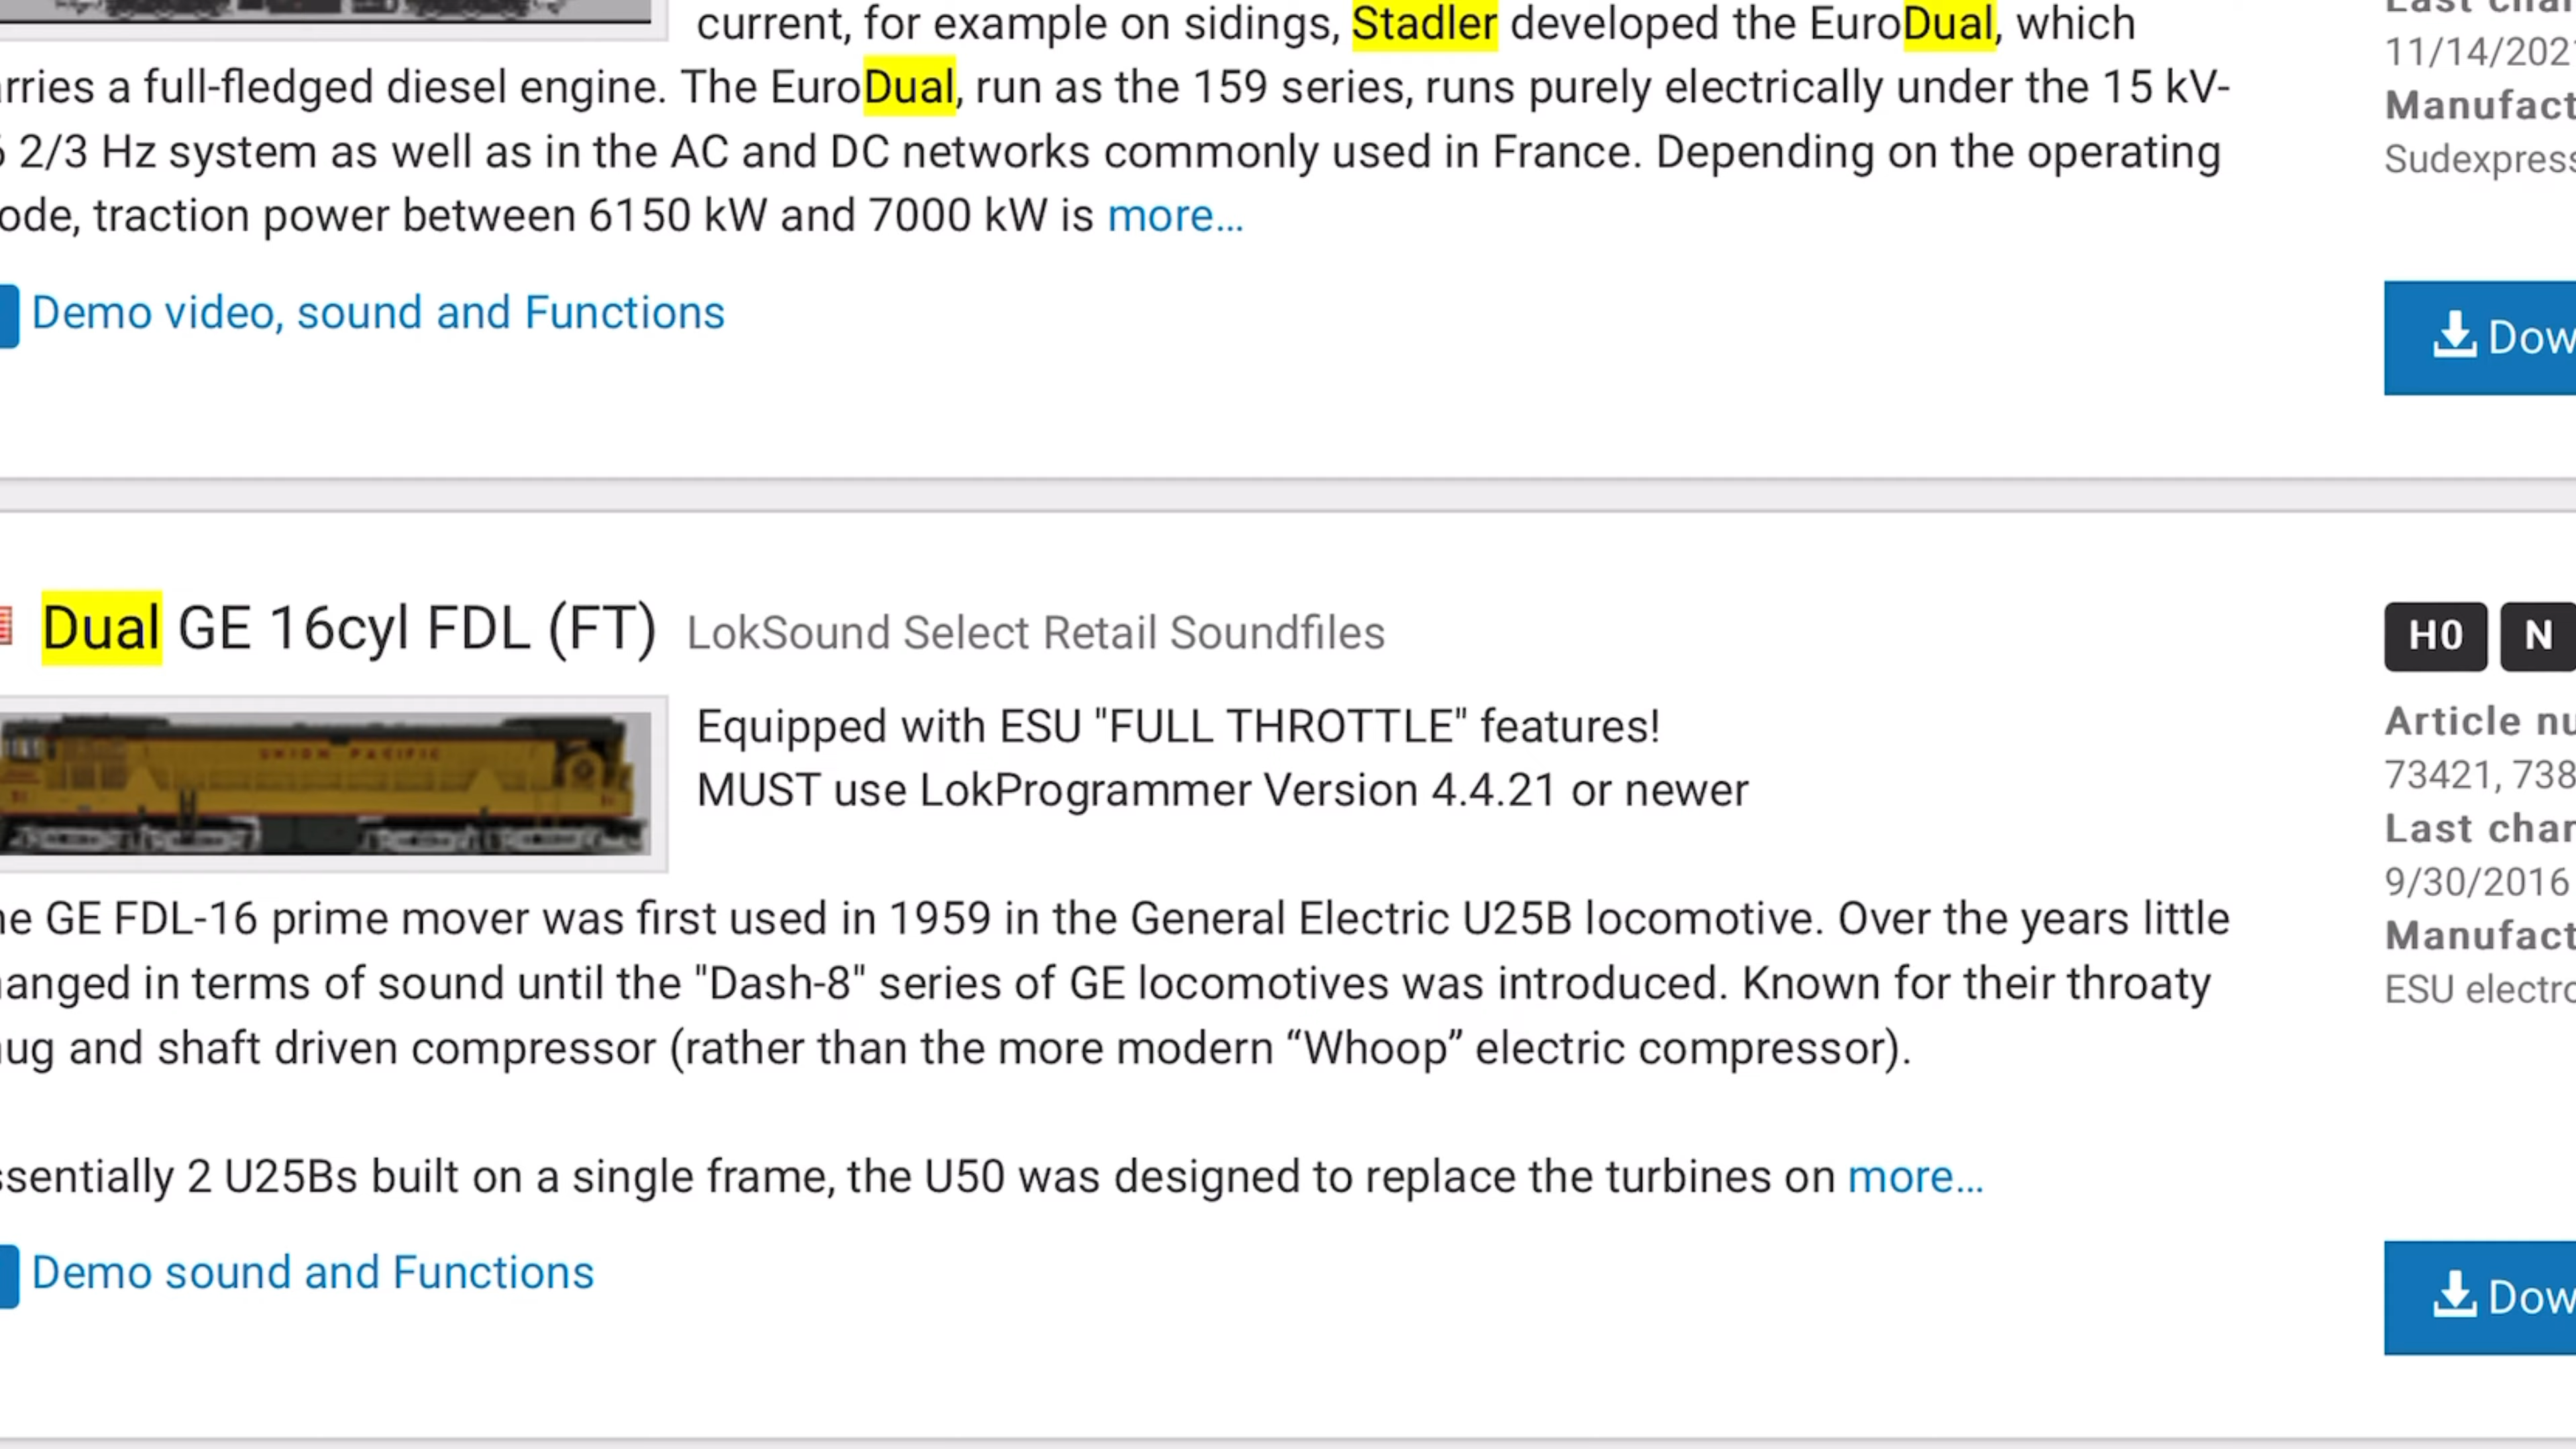 current, for example on sidings, Stadler developed the EuroDual, which
a full-fledged diesel engine. The EuroDual, run as the 159 series, runs purely electrically under the 15 kV-
2/3 Hz system as well as in the AC and DC networks commonly used in France. Depending on the operating
traction power between 6150 kW and 7000 kW is more...
Demo video, sound and Functions
11/14/202
Manufact
Sudexpress
Dow
Dual GE 16cyl FDL (FT) LokSound Select Retail Soundfiles
UNION PACIFIC
Equipped with ESU "FULL THROTTLE" features!
MUST use LokProgrammer Version 4.4.21 or newer
GE FDL-16 prime mover was first used in 1959 in the General Electric U25B locomotive. Over the years little
in terms of sound until the "Dash-8" series of GE locomotives was introduced. Known for their throaty
and shaft driven compressor (rather than the more modern “Whoop” electric compressor).
ssentially 2 U25Bs built on a single frame, the U50 was designed to replace the turbines on more...
Demo sound and Functions
H0 N
Article nu
73421, 738
Last char
9/30/2016
Manufact
ESU electro
Dow